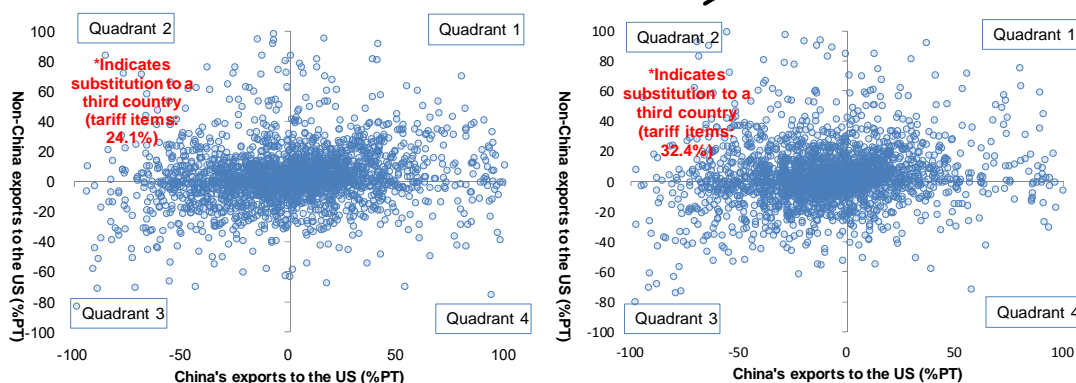 Quadrant 2
Quadrant 1
*Indicates
substitution to a
third country
(tariff items:
24.1%)
Non-China exports to the US (%PT)
100
80
60
40
20
0
-20
-40
-60
-80
-100
Quadrant 3
Quadrant 4
-100
-50
0
50
100
China's exports to the US (%PT)
Quadrant 2
Quadrant 1
*Indicates
substitution to a
third country
(tariff items:
32.4%)
Non-China exports to the US (%PT)
100
80
60
40
20
0
-20
-40
-60
-80
-100
Quadrant 3
Quadrant 4
-100
-50
0
50
100
China's exports to the US (%PT)